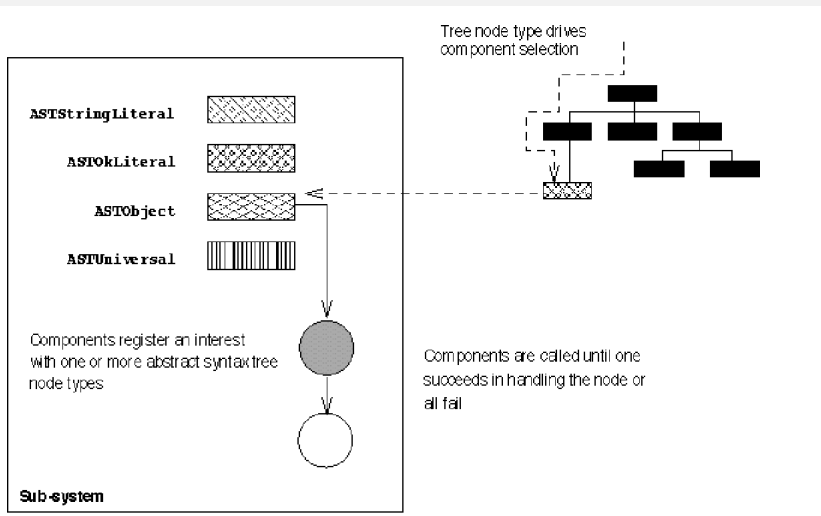 Tree node type drives
component selection
ASTStringLiteral
ASTOkLiteral
ASTObject
ASTUniversal
Components register an interest
with one or more abstract syntax tree
node types
Components are called until one
succeeds in handling the node or
all fail
Sub-system